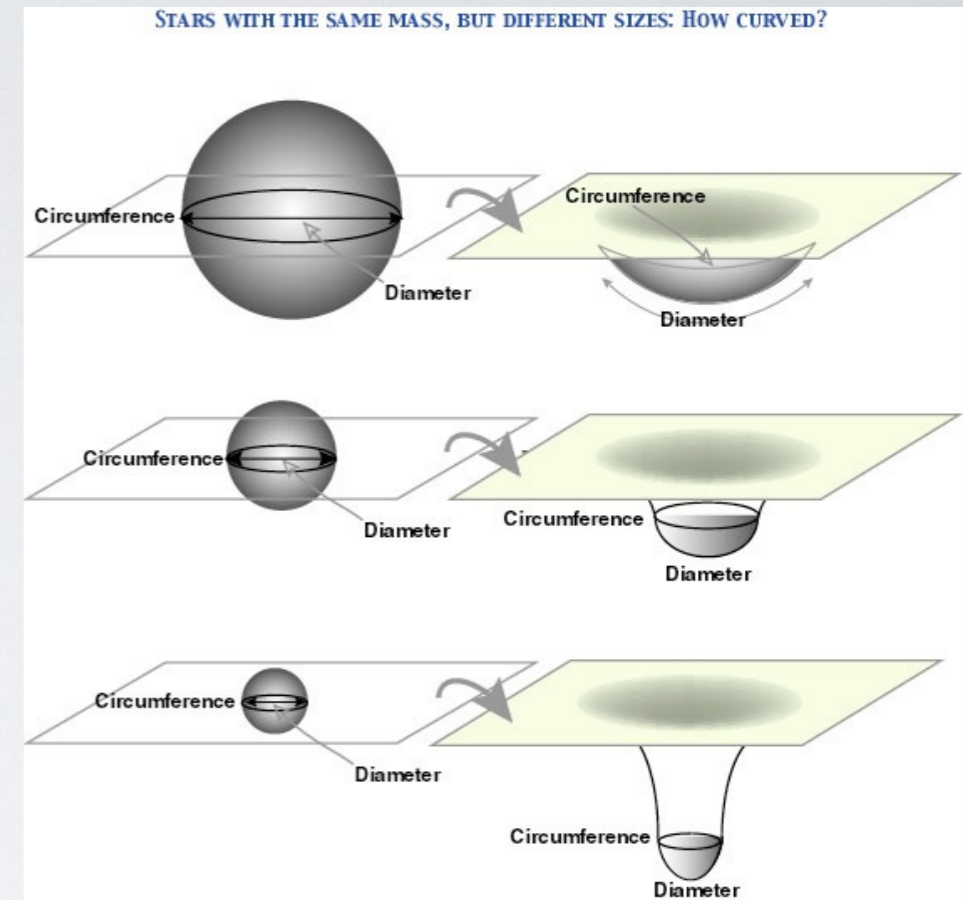 STARS WITH THE SAME MASS, BUT DIFFERENT SIZES: HOW CURVED?
Circumference
Circumference
Diameter
Diameter
Circumference
Circumference
Diameter
Diameter
Circumference
Diameter
Circumference
Diameter